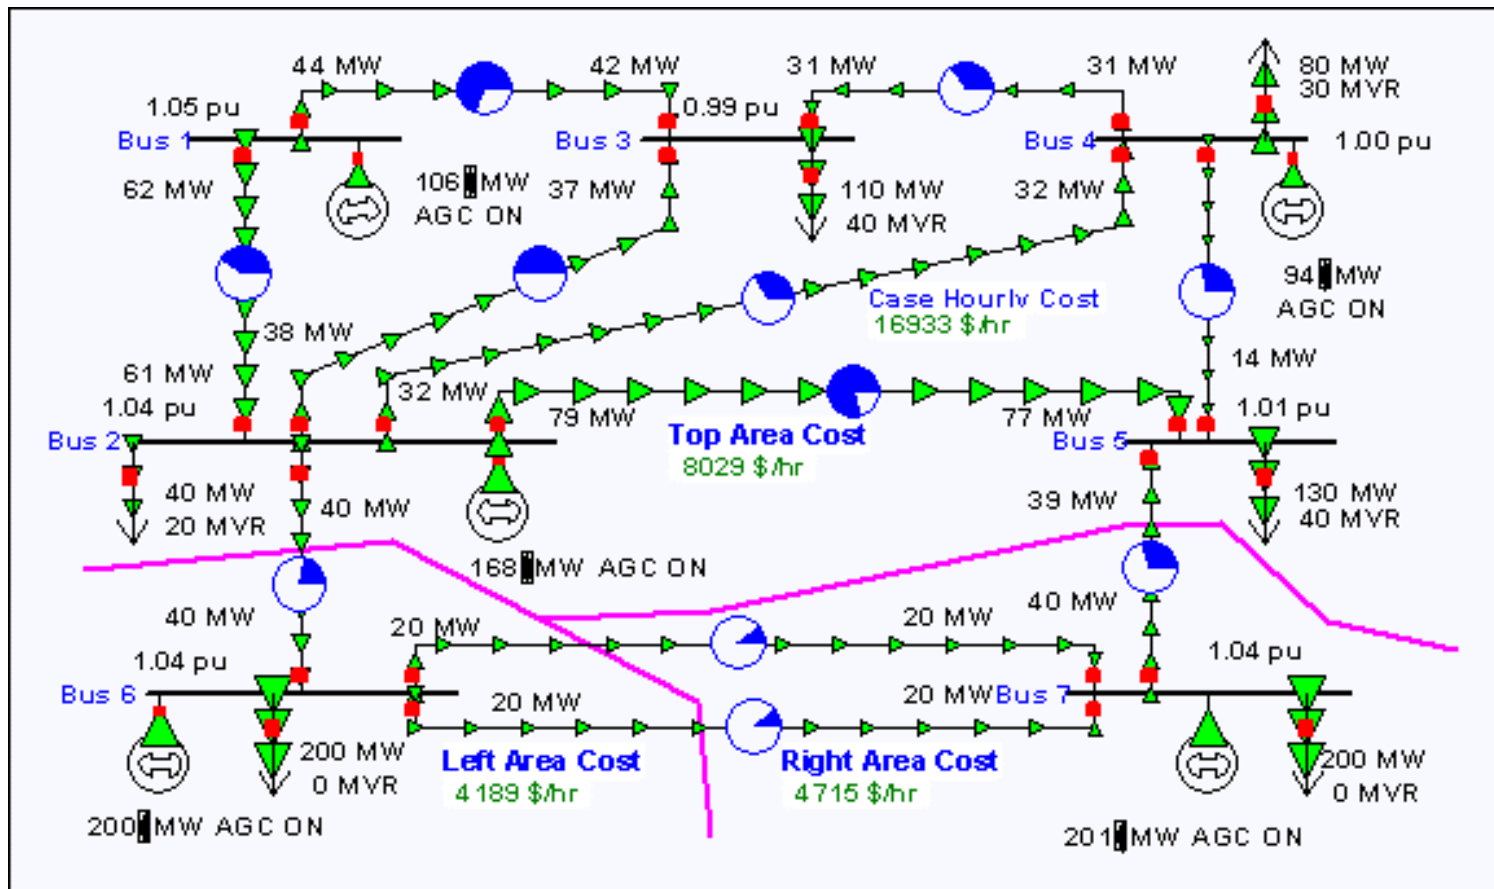 44 MW
42 MW
31 MW
31 MW
80 MW
30 MVR
1.05 pu
0.99 pu
Bus 1
Bus 3
Bus 4
1.00 pu
62 MW
106 MW
AGC ON
37 MW
110 MW
40 MVR
32 MW
94 MW
AGC ON
Case Hourly Cost
16933 $/hr
38 MW
61 MW
32 MW
14 MW
1.04 pu
79 MW
77 MW
1.01 pu
Bus 2
Top Area Cost
8029 $/hr
Bus 5
40 MW
20 MVR
40 MW
39 MW
130 MW
40 MVR
168 MW AGC ON
40 MW
20 MW
20 MW
40 MW
1.04 pu
1.04 pu
Bus 6
20 MW
20 MW
Bus 7
200 MW
0 MVR
Left Area Cost
4189 $/hr
Right Area Cost
4715 $/hr
200 MW
0 MVR
200 MW AGC ON
201 MW AGC ON